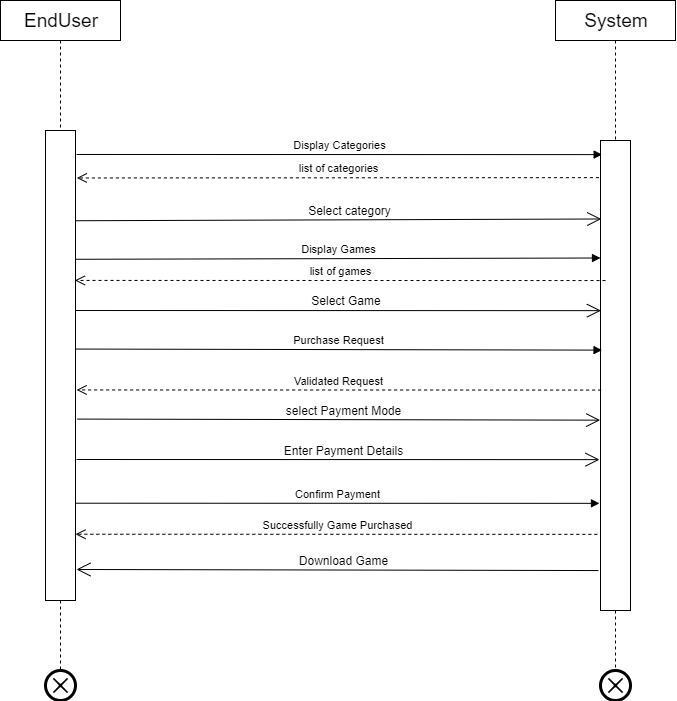 EndUser
System
Display Categories
list of categories
Select category
Display Games
list of games
Select Game
Purchase Request
Validated Request
select Payment Mode
Enter Payment Details
Confirm Payment
Successfully Game Purchased
Download Game